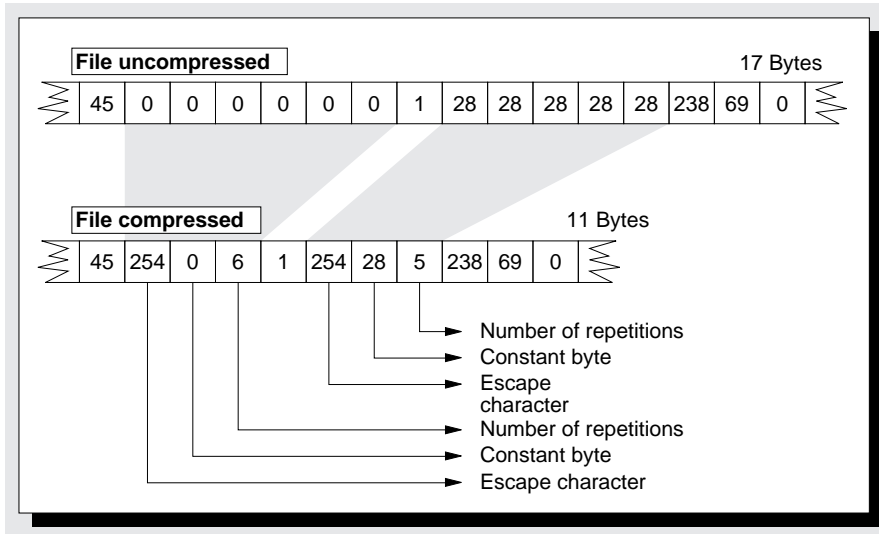 File uncompressed
17 Bytes
45 0 0 0 0 0 0 1 28 28 28 28 28 238 69 0
File compressed
11 Bytes
45 254 0 6 1 254 28 5 238 69 0
Number of repetitions
Constant byte
Escape
character
Number of repetitions
Constant byte
Escape character